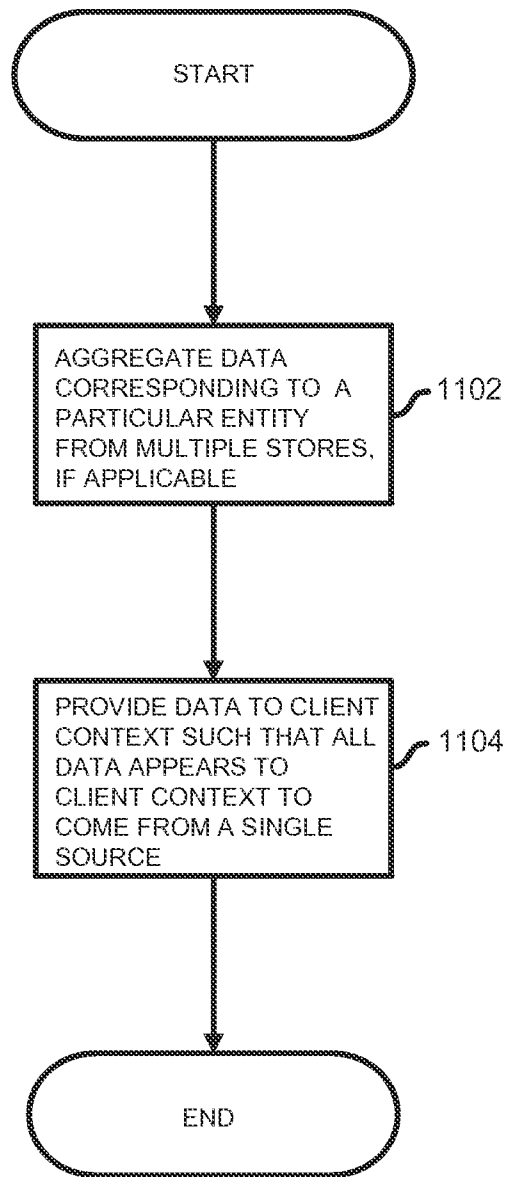 START
AGGREGATE DATA
CORRESPONDING TO A
PARTICULAR ENTITY
FROM MULTIPLE STORES,
IF APPLICABLE
1102
PROVIDE DATA TO CLIENT
CONTEXT SUCH THAT ALL
DATA APPEARS TO
CLIENT CONTEXT TO
COME FROM A SINGLE
SOURCE
1104
END